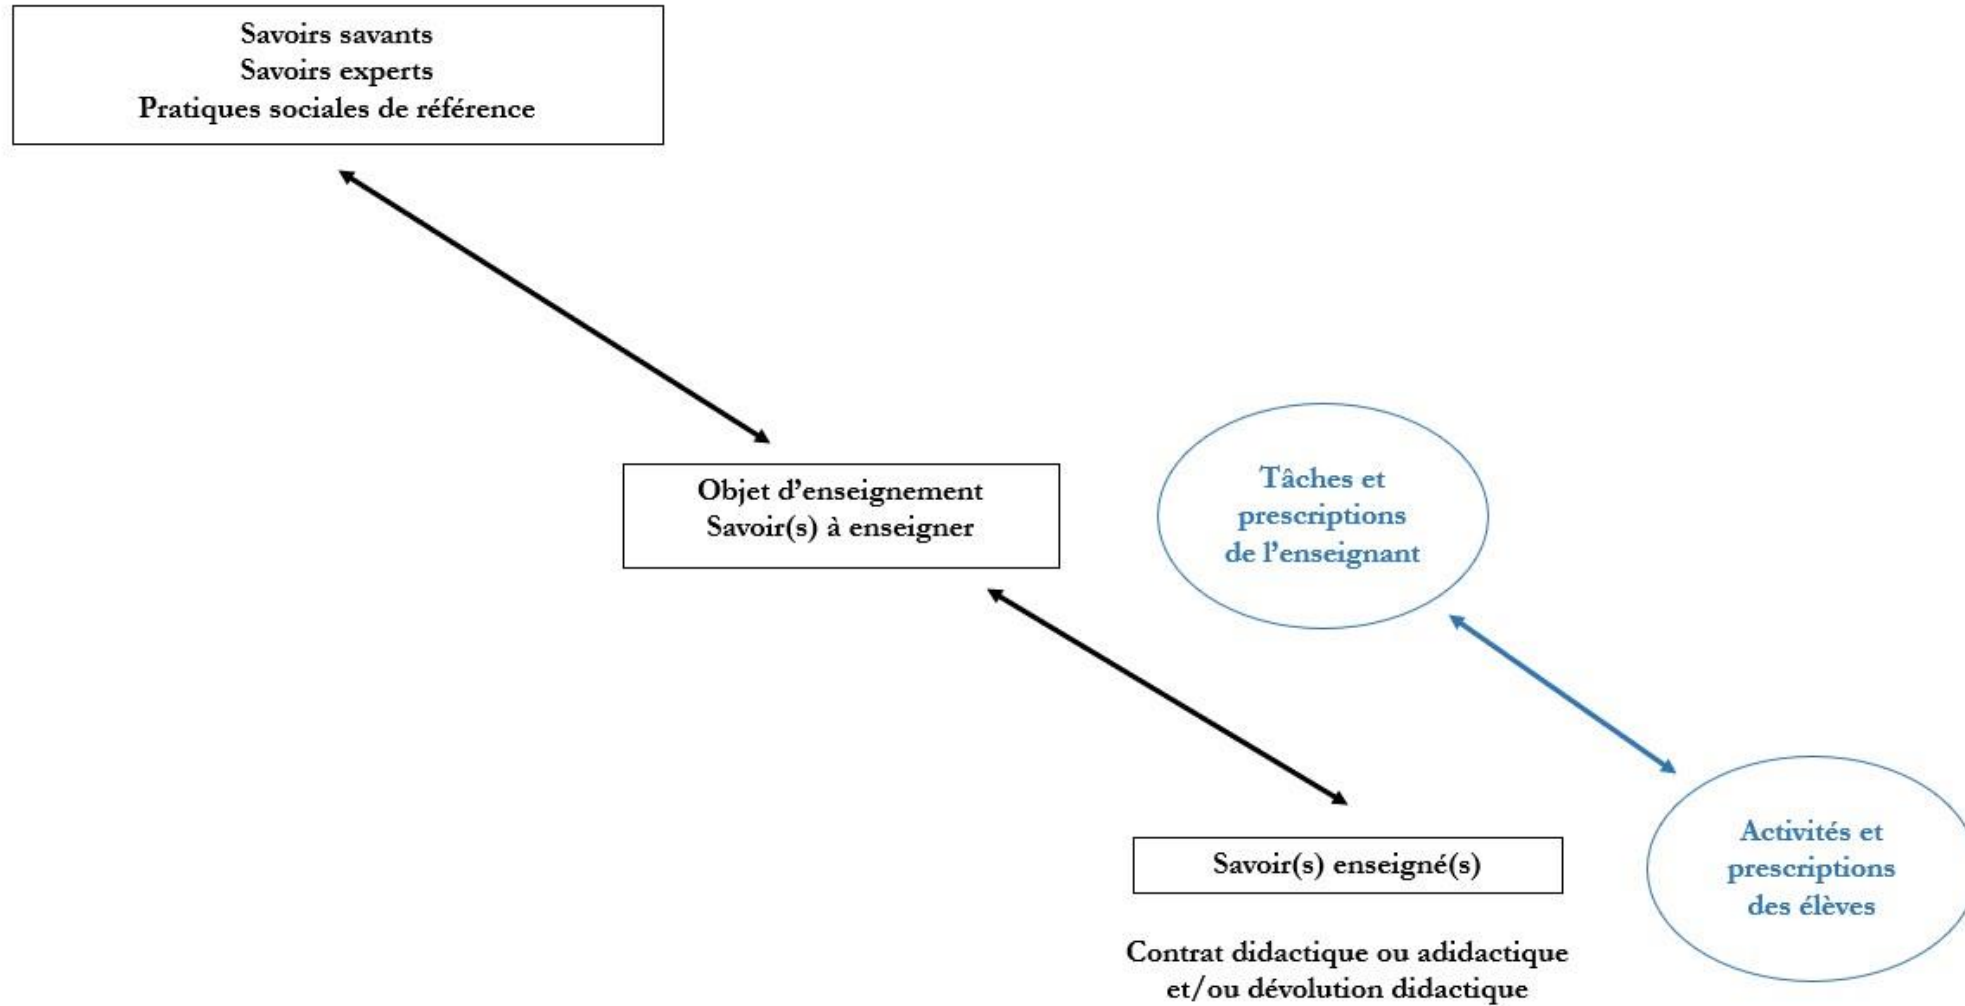 Savoirs savants
Savoirs experts
Pratiques sociales de référence
Objet d’enseignement
Savoir(s) à enseigner
Tâches et
prescriptions
de l’enseignant
Savoir(s) enseigné(s)
Contrat didactique ou adidactique
et/ou dévolution didactique
Activités et
prescriptions
des élèves